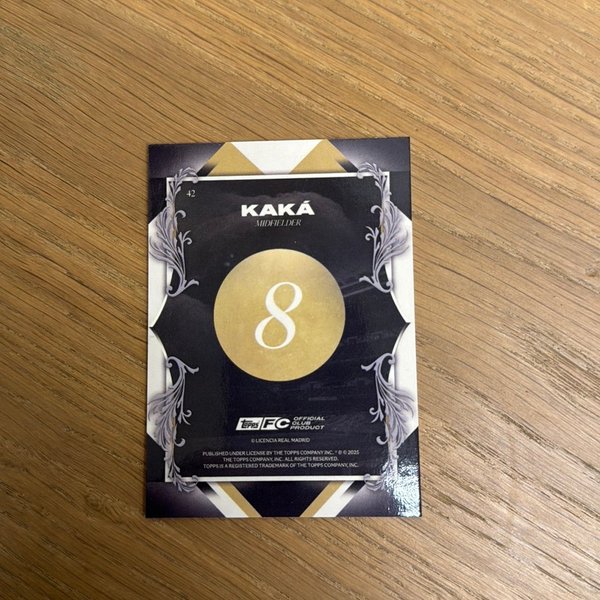 42
KAKÁ
MIDFIELDER
8
Topps FC OFFICIAL
CLUB
PRODUCT
© LICENCIA REAL MADRID
PUBLISHED UNDER LICENSE BY THE TOPPS COMPANY INC. ® © 2025
THE TOPPS COMPANY, INC. ALL RIGHTS RESERVED.
TOPPS IS A REGISTERED TRADEMARK OF THE TOPPS COMPANY, INC.